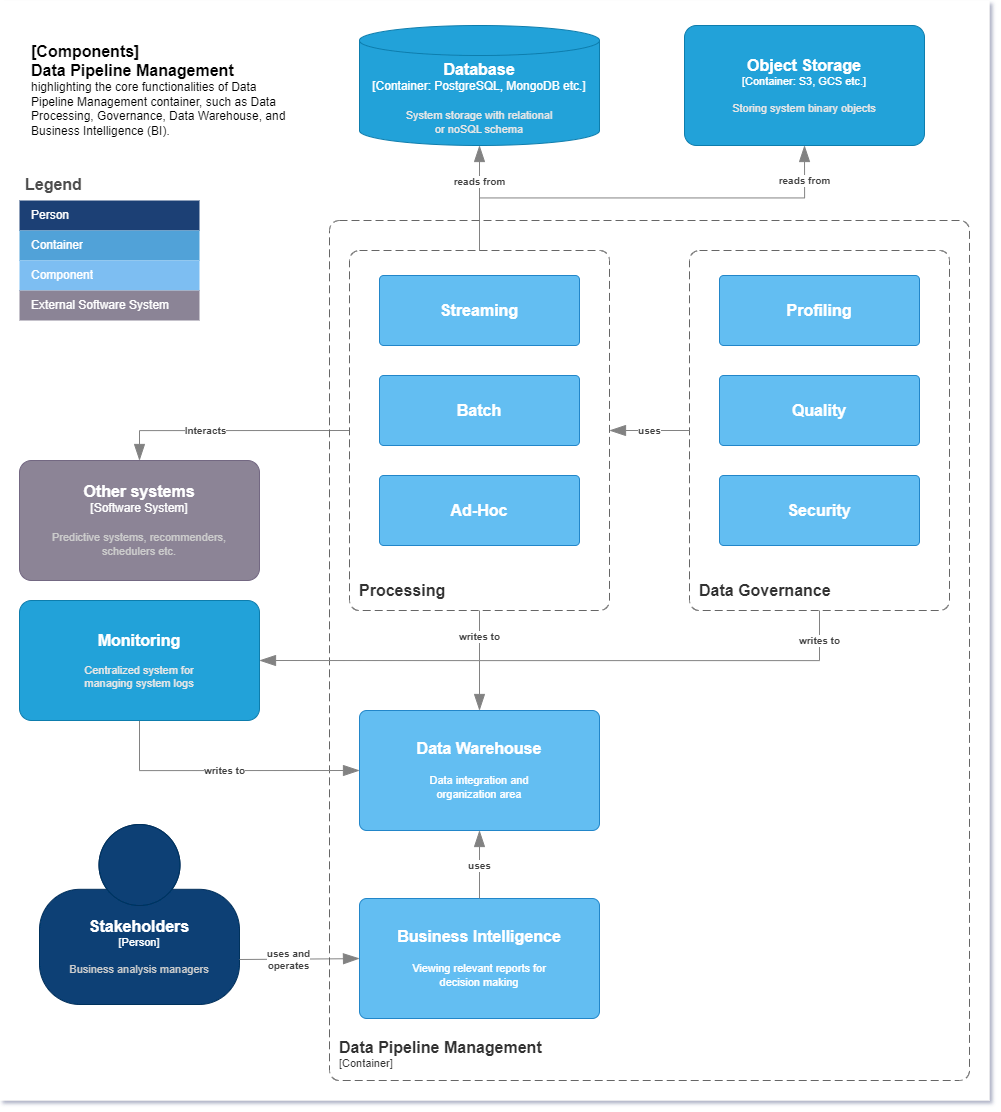 [Components]
Data Pipeline Management
highlighting the core functionalities of Data
Pipeline Management container, such as Data
Processing, Governance, Data Warehouse, and
Business Intelligence (BI).
Database
[Container: PostgreSQL, MongoDB etc.]
System storage with relational
or noSQL schema
Object Storage
[Container: S3, GCS etc.]
Storing system binary objects
reads from
reads from
Legend
Person
Container
Component
External Software System
Streaming
Batch
Ad-Hoc
Processing
Profiling
Quality
Security
Data Governance
uses
Interacts
Other systems
[Software System]
Predictive systems, recommenders,
schedulers etc.
writes to
writes to
Monitoring
Centralized system for
managing system logs
writes to
Data Warehouse
Data integration and
organization area
uses
Stakeholders
[Person]
Business analysis managers
uses and
operates
Business Intelligence
Viewing relevant reports for
decision making
Data Pipeline Management
[Container]